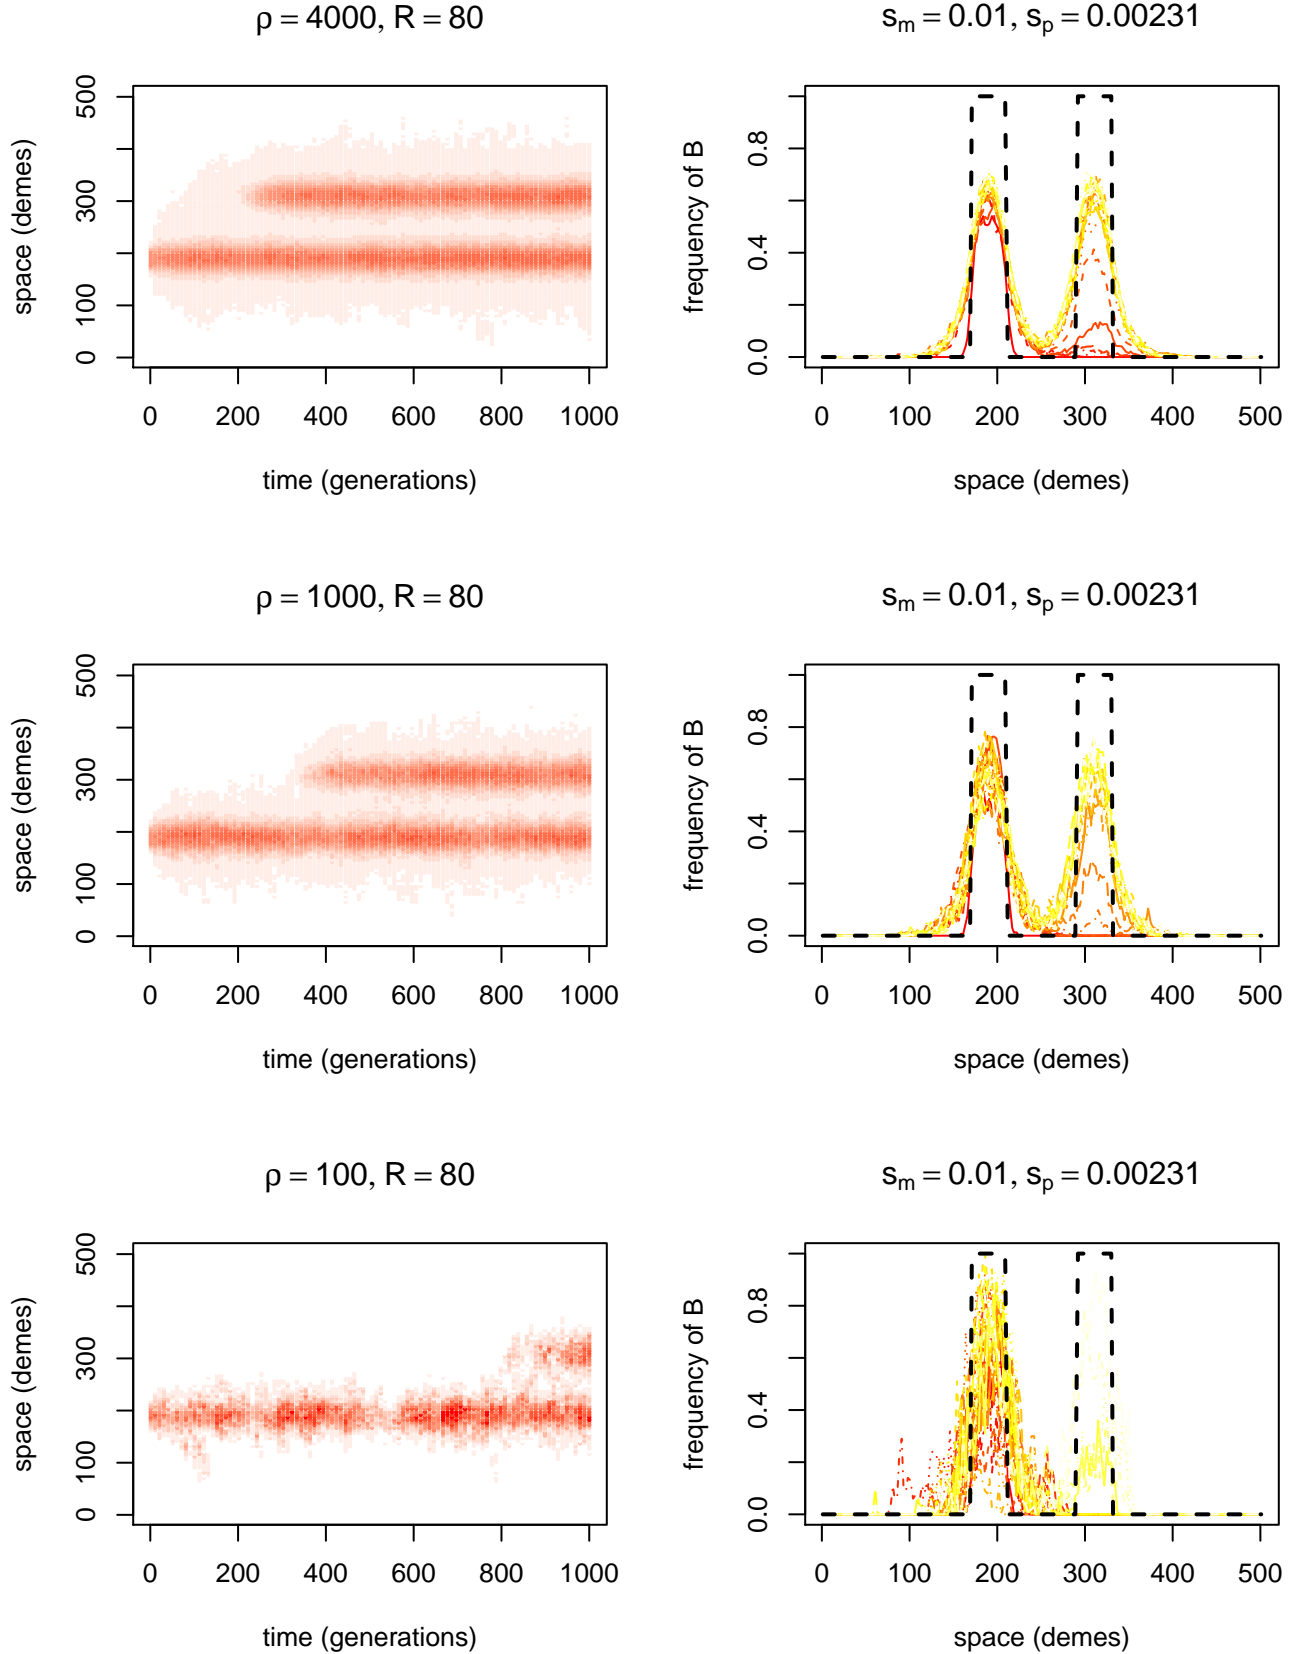 ρ = 4000, R = 80
space (demes)
500
300
100
0
0 200 400 600 800 1000
time (generations)
s_m = 0.01, s_p = 0.00231
frequency of B
0.8
0.4
0.0
0 100 200 300 400 500
space (demes)
ρ = 1000, R = 80
space (demes)
500
300
100
0
0 200 400 600 800 1000
time (generations)
s_m = 0.01, s_p = 0.00231
frequency of B
0.8
0.4
0.0
0 100 200 300 400 500
space (demes)
ρ = 100, R = 80
space (demes)
500
300
100
0
0 200 400 600 800 1000
time (generations)
s_m = 0.01, s_p = 0.00231
frequency of B
0.8
0.4
0.0
0 100 200 300 400 500
space (demes)